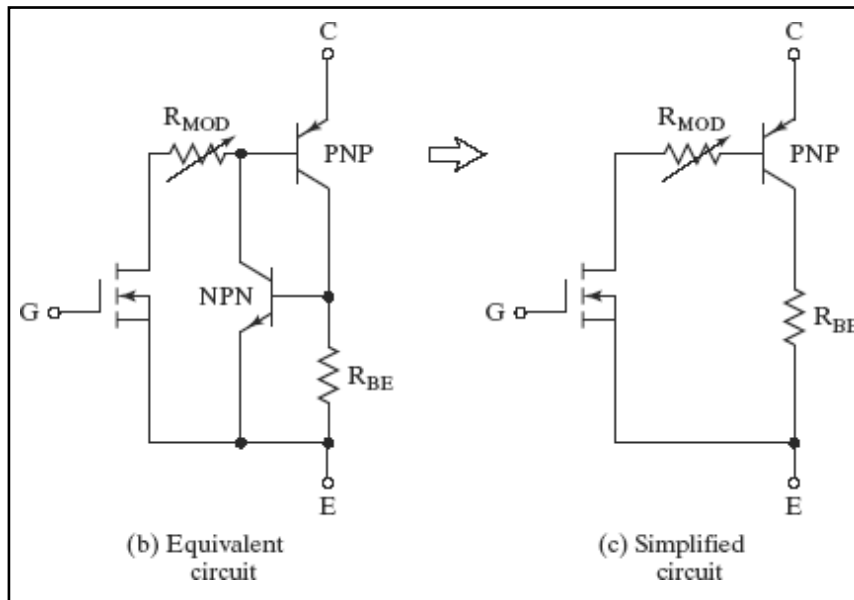 C
C
R_MOD
R_MOD
PNP
PNP
NPN
G
G
R_BE
R_BE
E
E
(b) Equivalent
circuit
(c) Simplified
circuit